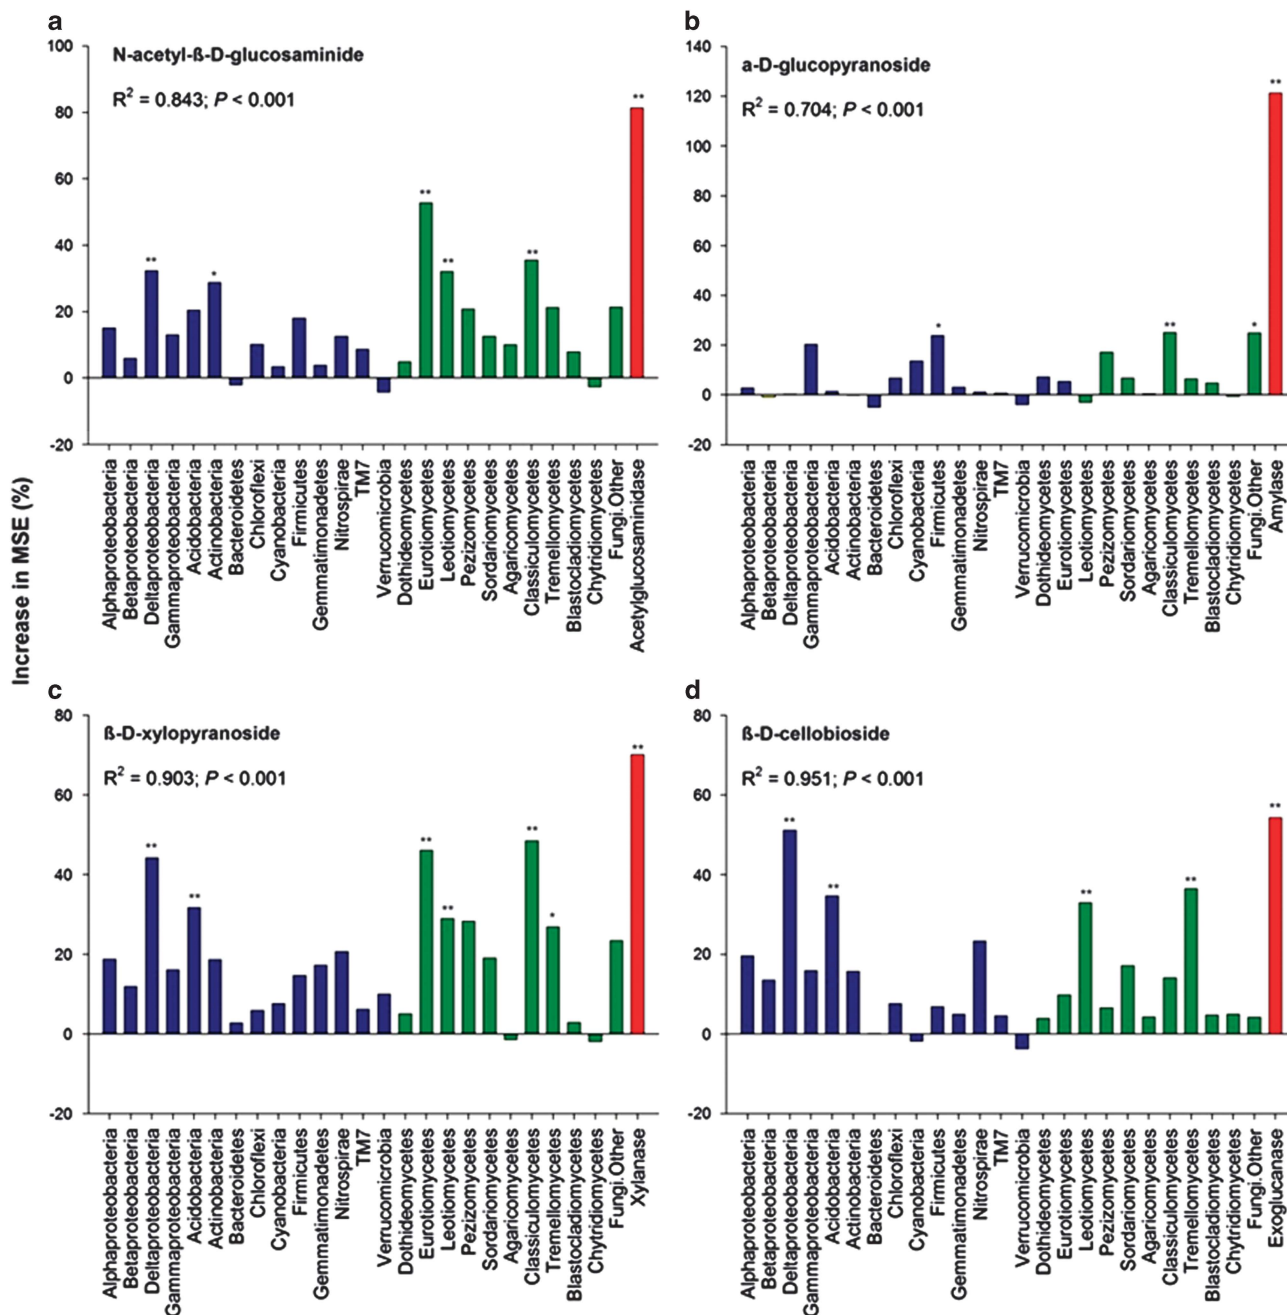 a
N-acetyl-ß-D-glucosaminide
R² = 0.843; P < 0.001
100
80
60
40
20
0
-20
** * ** ** ** **
Alphaproteobacteria
Betaproteobacteria
Deltaproteobacteria
Gammaproteobacteria
Acidobacteria
Actinobacteria
Bacteroidetes
Chloroflexi
Cyanobacteria
Firmicutes
Gemmatimonadetes
Nitrospirae
TM7
Verrucomicrobia
Dothideomycetes
Eurotiomycetes
Leotiomycetes
Pezizomycetes
Sordariomycetes
Agaricomycetes
Classiculomycetes
Tremellomycetes
Blastocladiomycetes
Chytridiomycetes
Fungi.Other
Acetylglucosaminidase
b
a-D-glucopyranoside
R² = 0.704; P < 0.001
140
120
100
80
60
40
20
0
-20
* ** * **
Alphaproteobacteria
Betaproteobacteria
Deltaproteobacteria
Gammaproteobacteria
Acidobacteria
Actinobacteria
Bacteroidetes
Chloroflexi
Cyanobacteria
Firmicutes
Gemmatimonadetes
Nitrospirae
TM7
Verrucomicrobia
Dothideomycetes
Eurotiomycetes
Leotiomycetes
Pezizomycetes
Sordariomycetes
Agaricomycetes
Classiculomycetes
Tremellomycetes
Blastocladiomycetes
Chytridiomycetes
Fungi.Other
Amylase
Increase in MSE (%)
c
ß-D-xylopyranoside
R² = 0.903; P < 0.001
80
60
40
20
0
-20
** ** ** ** ** * **
Alphaproteobacteria
Betaproteobacteria
Deltaproteobacteria
Gammaproteobacteria
Acidobacteria
Actinobacteria
Bacteroidetes
Chloroflexi
Cyanobacteria
Firmicutes
Gemmatimonadetes
Nitrospirae
TM7
Verrucomicrobia
Dothideomycetes
Eurotiomycetes
Leotiomycetes
Pezizomycetes
Sordariomycetes
Agaricomycetes
Classiculomycetes
Tremellomycetes
Blastocladiomycetes
Chytridiomycetes
Fungi.Other
Xylanase
d
ß-D-cellobioside
R² = 0.951; P < 0.001
80
60
40
20
0
-20
** ** ** ** **
Alphaproteobacteria
Betaproteobacteria
Deltaproteobacteria
Gammaproteobacteria
Acidobacteria
Actinobacteria
Bacteroidetes
Chloroflexi
Cyanobacteria
Firmicutes
Gemmatimonadetes
Nitrospirae
TM7
Verrucomicrobia
Dothideomycetes
Eurotiomycetes
Leotiomycetes
Pezizomycetes
Sordariomycetes
Agaricomycetes
Classiculomycetes
Tremellomycetes
Blastocladiomycetes
Chytridiomycetes
Fungi.Other
Exoglucanase